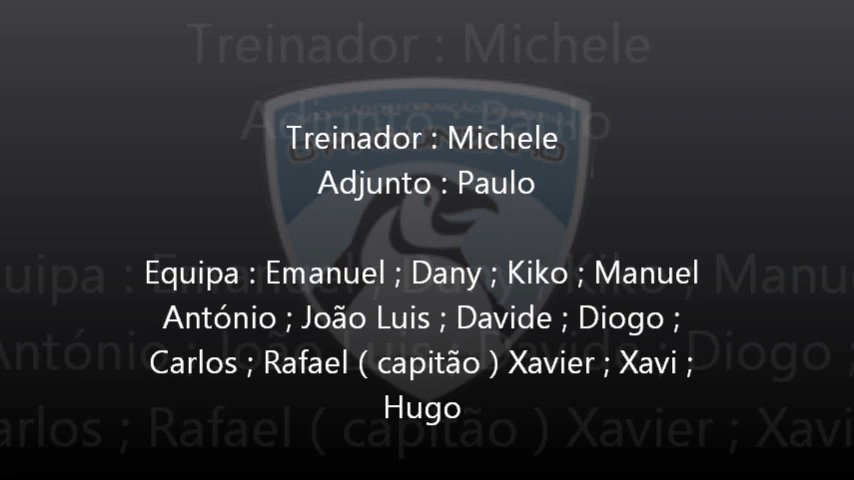 Treinador : Michele
Adjunto : Paulo
Equipa : Emanuel ; Dany ; Kiko ; Manuel
António ; João Luis ; Davide ; Diogo ;
Carlos ; Rafael ( capitão ) Xavier ; Xavi ;
Hugo